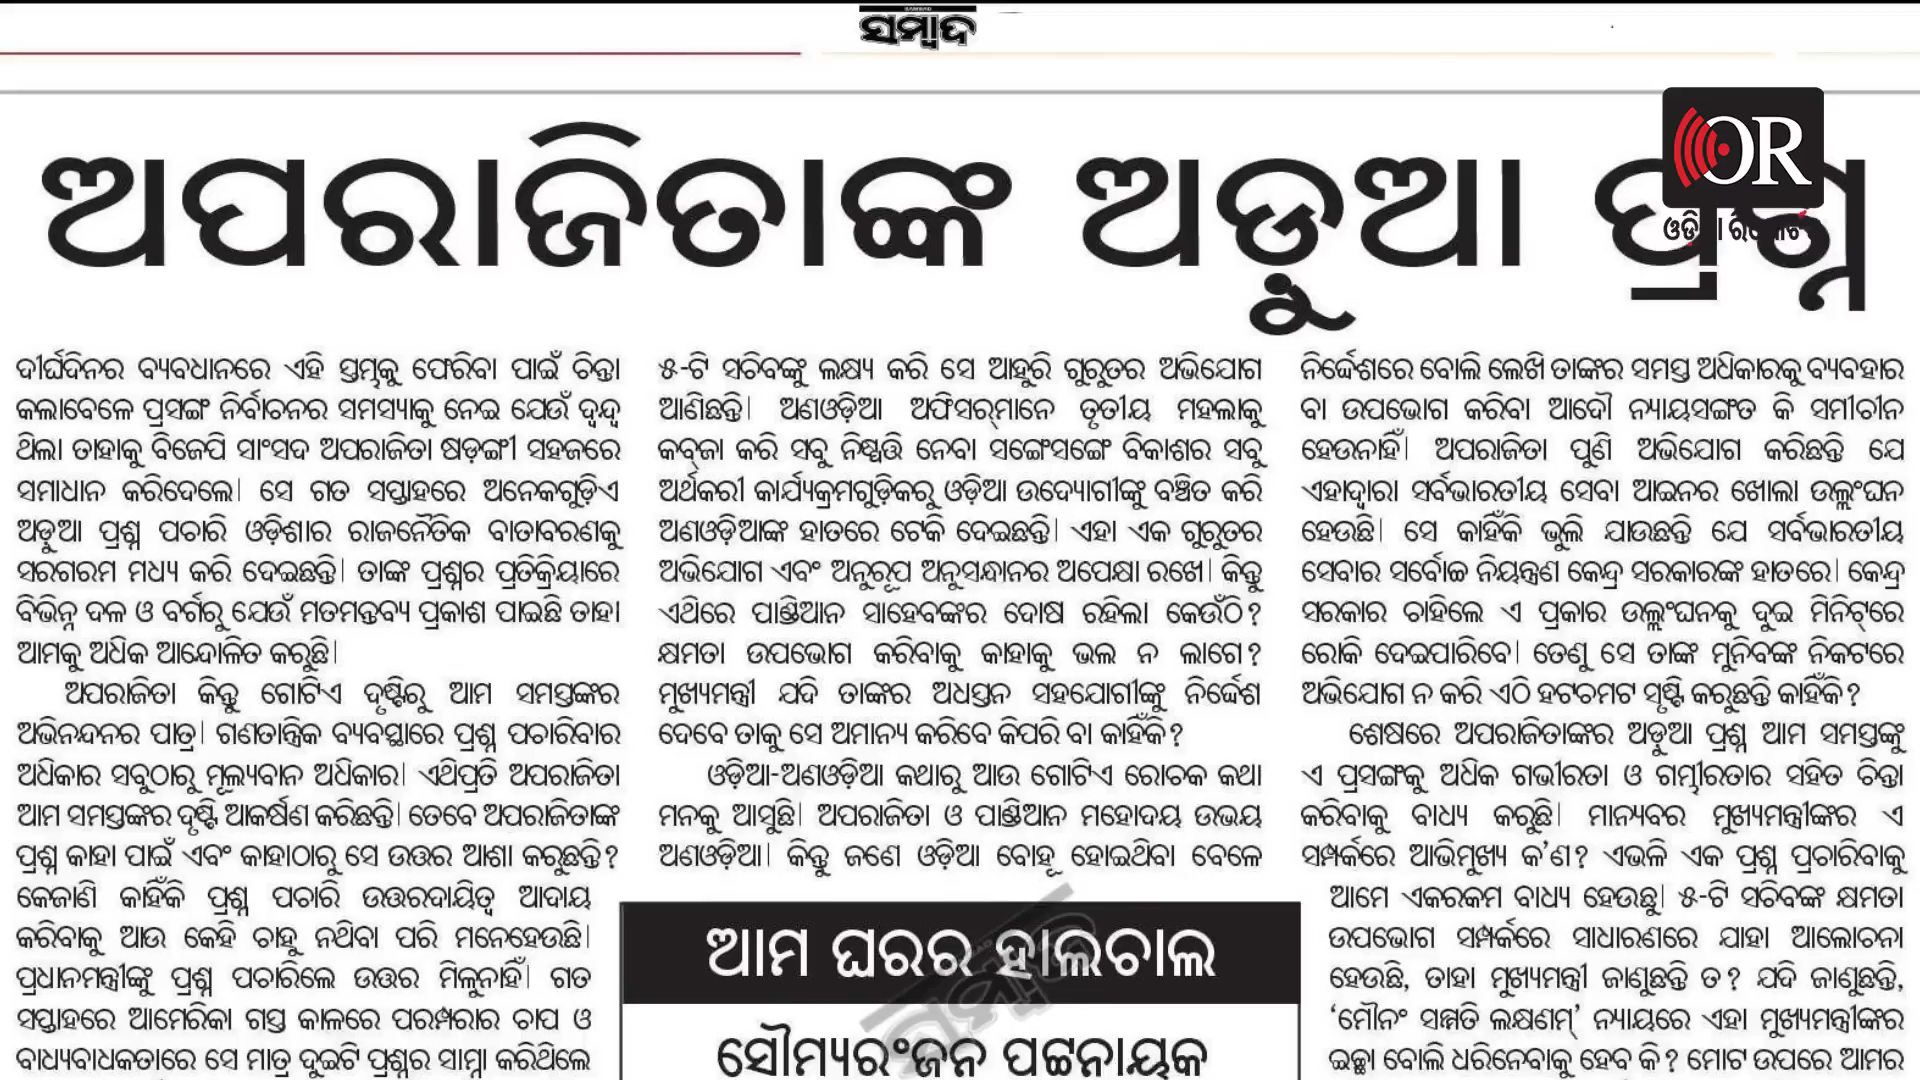 ସମ୍ବାଦ
OR
ଅପରାଜିତାଙ୍କ ଅଡ଼ୁଆ ପ୍ରଶ୍ନ
ଓଡ଼ିଶା
ଦୀର୍ଘଦିନର ବ୍ୟବଧାନରେ ଏହି ସ୍ତମ୍ଭକୁ ଫେରିବା ପାଇଁ ଚିନ୍ତା
କଲାବେଳେ ପ୍ରସଙ୍ଗ ନିର୍ବାଚନର ସମସ୍ୟାକୁ ନେଇ ଯେଉଁ ଦ୍ୱନ୍ଦ୍ୱ
ଥିଲା ତାହାକୁ ବିଜେପି ସାଂସଦ ଅପରାଜିତା ଷଡ଼ଙ୍ଗୀ ସହଜରେ
ସମାଧାନ କରିଦେଲେ। ସେ ଗତ ସପ୍ତାହରେ ଅନେକଗୁଡ଼ିଏ
ଅଡ଼ୁଆ ପ୍ରଶ୍ନ ପଚାରି ଓଡ଼ିଶାର ରାଜନୈତିକ ବାତାବରଣକୁ
ସରଗରମ ମଧ୍ୟ କରି ଦେଇଛନ୍ତି। ତାଙ୍କ ପ୍ରଶ୍ନର ପ୍ରତିକ୍ରିୟାରେ
ବିଭିନ୍ନ ଦଳ ଓ ବର୍ଗରୁ ଯେଉଁ ମତମନ୍ତବ୍ୟ ପ୍ରକାଶ ପାଇଛି ତାହା
ଆମକୁ ଅଧିକ ଆନ୍ଦୋଳିତ କରୁଛି।
ଅପରାଜିତା କିନ୍ତୁ ଗୋଟିଏ ଦୃଷ୍ଟିରୁ ଆମ ସମସ୍ତଙ୍କର
ଅଭିନନ୍ଦନର ପାତ୍ର। ଗଣତାନ୍ତ୍ରିକ ବ୍ୟବସ୍ଥାରେ ପ୍ରଶ୍ନ ପଚାରିବାର
ଅଧିକାର ସବୁଠାରୁ ମୂଲ୍ୟବାନ ଅଧିକାର। ଏଥିପ୍ରତି ଅପରାଜିତା
ଆମ ସମସ୍ତଙ୍କର ଦୃଷ୍ଟି ଆକର୍ଷଣ କରିଛନ୍ତି। ତେବେ ଅପରାଜିତାଙ୍କ
ପ୍ରଶ୍ନ କାହା ପାଇଁ ଏବଂ କାହାଠାରୁ ସେ ଉତ୍ତର ଆଶା କରୁଛନ୍ତି?
କେଜାଣି କାହିଁକି ପ୍ରଶ୍ନ ପଚାରି ଉତ୍ତରଦାୟିତ୍ୱ ଆଦାୟ
କରିବାକୁ ଆଉ କେହି ଚାହୁ ନଥିବା ପରି ମନେହେଉଛି।
ପ୍ରଧାନମନ୍ତ୍ରୀଙ୍କୁ ପ୍ରଶ୍ନ ପଚାରିଲେ ଉତ୍ତର ମିଳୁନାହିଁ। ଗତ
ସପ୍ତାହରେ ଆମେରିକା ଗସ୍ତ କାଳରେ ପରମ୍ପରାର ଚାପ ଓ
ବାଧ୍ୟବାଧକତାରେ ସେ ମାତ୍ର ଦୁଇଟି ପ୍ରଶ୍ନର ସାମ୍ନା କରିଥିଲେ
୫-ଟି ସଚିବଙ୍କୁ ଲକ୍ଷ୍ୟ କରି ସେ ଆହୁରି ଗୁରୁତର ଅଭିଯୋଗ
ଆଣିଛନ୍ତି। ଅଣଓଡ଼ିଆ ଅଫିସର୍‌ମାନେ ତୃତୀୟ ମହଲାକୁ
କବ୍‌ଜା କରି ସବୁ ନିଷ୍ପତ୍ତି ନେବା ସଙ୍ଗେସଙ୍ଗେ ବିକାଶର ସବୁ
ଅର୍ଥକରୀ କାର୍ଯ୍ୟକ୍ରମଗୁଡ଼ିକରୁ ଓଡ଼ିଆ ଉଦ୍ୟୋଗୀଙ୍କୁ ବଞ୍ଚିତ କରି
ଅଣଓଡ଼ିଆଙ୍କ ହାତରେ ଟେକି ଦେଇଛନ୍ତି। ଏହା ଏକ ଗୁରୁତର
ଅଭିଯୋଗ ଏବଂ ଅନୁରୂପ ଅନୁସନ୍ଧାନର ଅପେକ୍ଷା ରଖେ। କିନ୍ତୁ
ଏଥିରେ ପାଣ୍ଡିଆନ ସାହେବଙ୍କର ଦୋଷ ରହିଲା କେଉଁଠି?
କ୍ଷମତା ଉପଭୋଗ କରିବାକୁ କାହାକୁ ଭଲ ନ ଲାଗେ?
ମୁଖ୍ୟମନ୍ତ୍ରୀ ଯଦି ତାଙ୍କର ଅଧସ୍ତନ ସହଯୋଗୀଙ୍କୁ ନିର୍ଦ୍ଦେଶ
ଦେବେ ତାକୁ ସେ ଅମାନ୍ୟ କରିବେ କିପରି ବା କାହିଁକି?
ଓଡ଼ିଆ-ଅଣଓଡ଼ିଆ କଥାରୁ ଆଉ ଗୋଟିଏ ରୋଚକ କଥା
ମନକୁ ଆସୁଛି। ଅପରାଜିତା ଓ ପାଣ୍ଡିଆନ ମହୋଦୟ ଉଭୟ
ଅଣଓଡ଼ିଆ। କିନ୍ତୁ ଜଣେ ଓଡ଼ିଆ ବୋହୂ ହୋଇଥିବା ବେଳେ
ଆମ ଘରର ହାଲଚାଲ
ସୌମ୍ୟରଂଜନ ପଟ୍ଟନାୟକ
ନିର୍ଦ୍ଦେଶରେ ବୋଲି ଲେଖି ତାଙ୍କର ସମସ୍ତ ଅଧିକାରକୁ ବ୍ୟବହାର
ବା ଉପଭୋଗ କରିବା ଆଦୌ ନ୍ୟାୟସଙ୍ଗତ କି ସମୀଚୀନ
ହେଉନାହିଁ। ଅପରାଜିତା ପୁଣି ଅଭିଯୋଗ କରିଛନ୍ତି ଯେ
ଏହାଦ୍ୱାରା ସର୍ବଭାରତୀୟ ସେବା ଆଇନର ଖୋଲା ଉଲ୍ଲଂଘନ
ହେଉଛି। ସେ କାହିଁକି ଭୁଲି ଯାଉଛନ୍ତି ଯେ ସର୍ବଭାରତୀୟ
ସେବାର ସର୍ବୋଚ୍ଚ ନିୟନ୍ତ୍ରଣ କେନ୍ଦ୍ର ସରକାରଙ୍କ ହାତରେ। କେନ୍ଦ୍ର
ସରକାର ଚାହିଲେ ଏ ପ୍ରକାର ଉଲ୍ଲଂଘନକୁ ଦୁଇ ମିନିଟ୍‌ରେ
ରୋକି ଦେଇପାରିବେ। ତେଣୁ ସେ ତାଙ୍କ ମୁନିବଙ୍କ ନିକଟରେ
ଅଭିଯୋଗ ନ କରି ଏଠି ହଟଚମଟ ସୃଷ୍ଟି କରୁଛନ୍ତି କାହିଁକି?
ଶେଷରେ ଅପରାଜିତାଙ୍କର ଅଡ଼ୁଆ ପ୍ରଶ୍ନ ଆମ ସମସ୍ତଙ୍କୁ
ଏ ପ୍ରସଙ୍ଗକୁ ଅଧିକ ଗଭୀରତା ଓ ଗମ୍ଭୀରତାର ସହିତ ଚିନ୍ତା
କରିବାକୁ ବାଧ୍ୟ କରୁଛି। ମାନ୍ୟବର ମୁଖ୍ୟମନ୍ତ୍ରୀଙ୍କର ଏ
ସମ୍ପର୍କରେ ଆଭିମୁଖ୍ୟ କ'ଣ? ଏଭଳି ଏକ ପ୍ରଶ୍ନ ପ୍ରଚାରିବାକୁ
ଆମେ ଏକରକମ ବାଧ୍ୟ ହେଉଛୁ। ୫-ଟି ସଚିବଙ୍କ କ୍ଷମତା
ଉପଭୋଗ ସମ୍ପର୍କରେ ସାଧାରଣରେ ଯାହା ଆଲୋଚନା
ହେଉଛି, ତାହା ମୁଖ୍ୟମନ୍ତ୍ରୀ ଜାଣୁଛନ୍ତି ତ? ଯଦି ଜାଣୁଛନ୍ତି,
'ମୌନଂ ସମ୍ମତି ଲକ୍ଷଣମ୍' ନ୍ୟାୟରେ ଏହା ମୁଖ୍ୟମନ୍ତ୍ରୀଙ୍କର
ଇଚ୍ଛା ବୋଲି ଧରିନେବାକୁ ହେବ କି? ମୋଟ ଉପରେ ଆମର